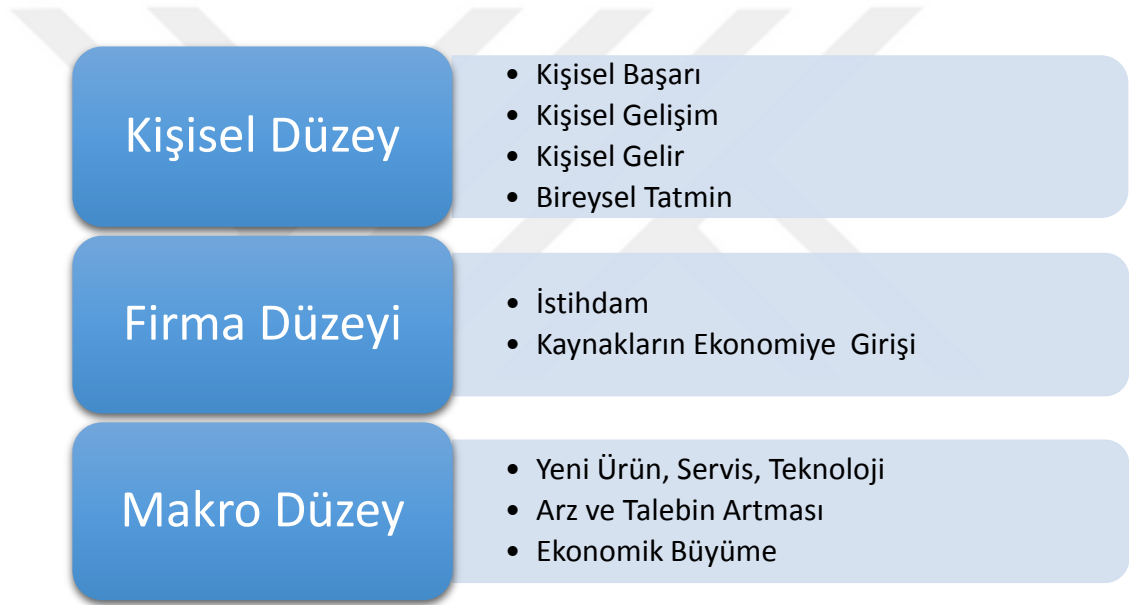 Kişisel Düzey
• Kişisel Başarı
• Kişisel Gelişim
• Kişisel Gelir
• Bireysel Tatmin
Firma Düzeyi
• İstihdam
• Kaynakların Ekonomiye  Girişi
Makro Düzey
• Yeni Ürün, Servis, Teknoloji
• Arz ve Talebin Artması
• Ekonomik Büyüme